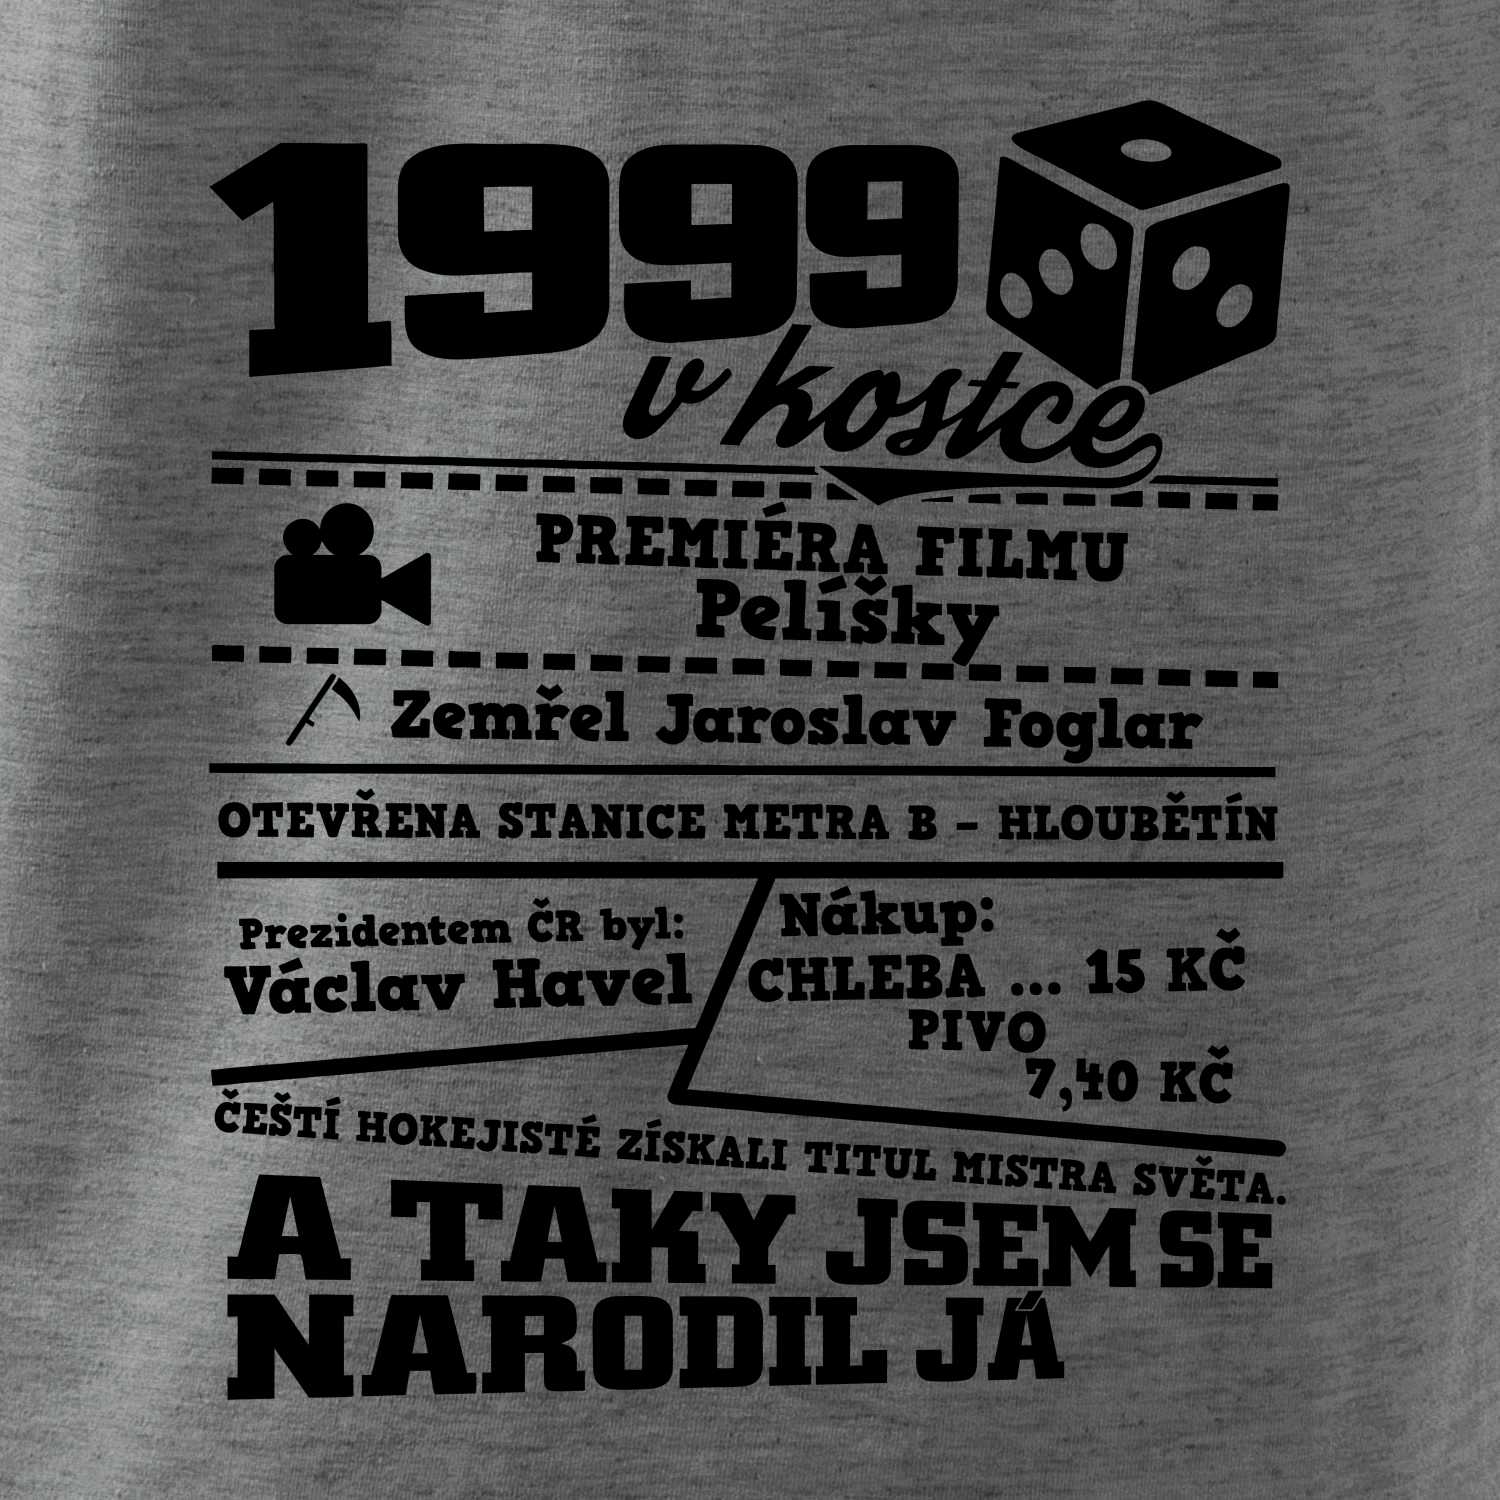 1999
v kostce
PREMIÉRA FILMU
Pelíšky
Zemřel Jaroslav Foglar
OTEVŘENA STANICE METRA B - HLOUBĚTÍN
Prezidentem ČR byl:
Václav Havel
Nákup:
CHLEBA ... 15 KČ
PIVO
7,40 KČ
ČEŠTÍ HOKEJISTÉ ZÍSKALI TITUL MISTRA SVĚTA.
A TAKY JSEM SE
NARODIL JÁ